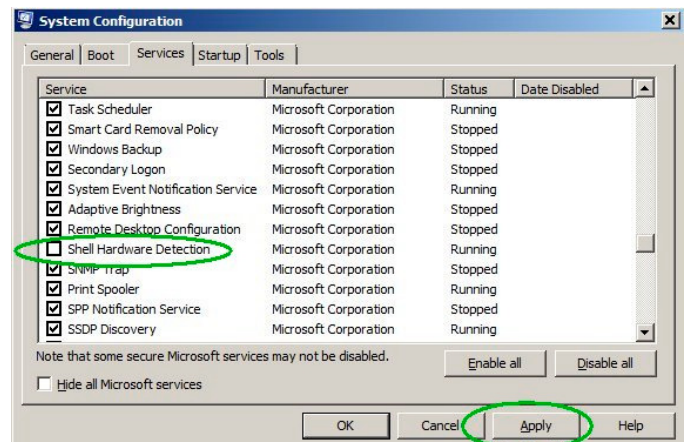 System Configuration
General Boot Services Startup Tools
Service Manufacturer Status Date Disabled
Task Scheduler Microsoft Corporation Running
Smart Card Removal Policy Microsoft Corporation Stopped
Windows Backup Microsoft Corporation Stopped
Secondary Logon Microsoft Corporation Stopped
System Event Notification Service Microsoft Corporation Running
Adaptive Brightness Microsoft Corporation Stopped
Remote Desktop Configuration Microsoft Corporation Stopped
Shell Hardware Detection Microsoft Corporation Running
SNMP Trap Microsoft Corporation Stopped
Print Spooler Microsoft Corporation Running
SPP Notification Service Microsoft Corporation Stopped
SSDP Discovery Microsoft Corporation Running
Note that some secure Microsoft services may not be disabled.
Enable all Disable all
Hide all Microsoft services
OK Cancel Apply Help